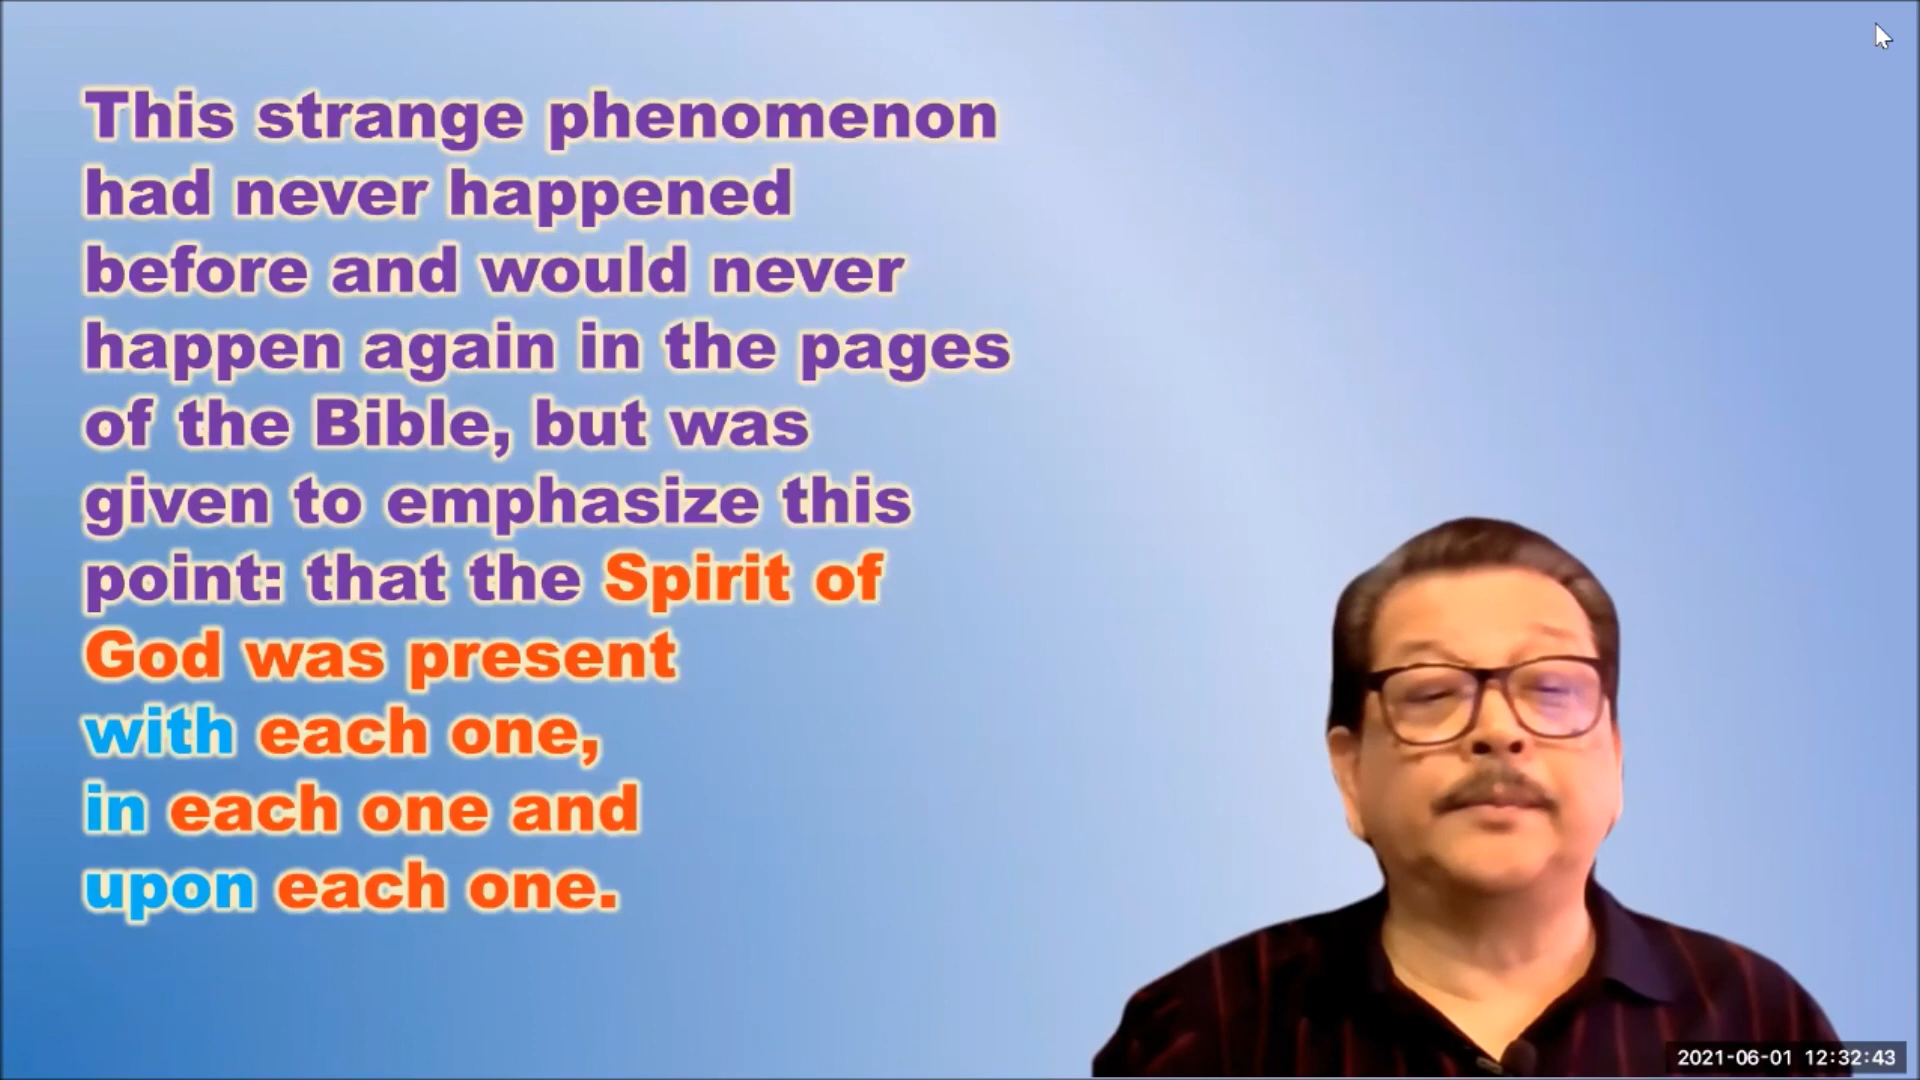 This strange phenomenon
had never happened
before and would never
happen again in the pages
of the Bible, but was
given to emphasize this
point: that the Spirit of
God was present
with each one,
in each one and
upon each one.
2021-06-01 12:32:43